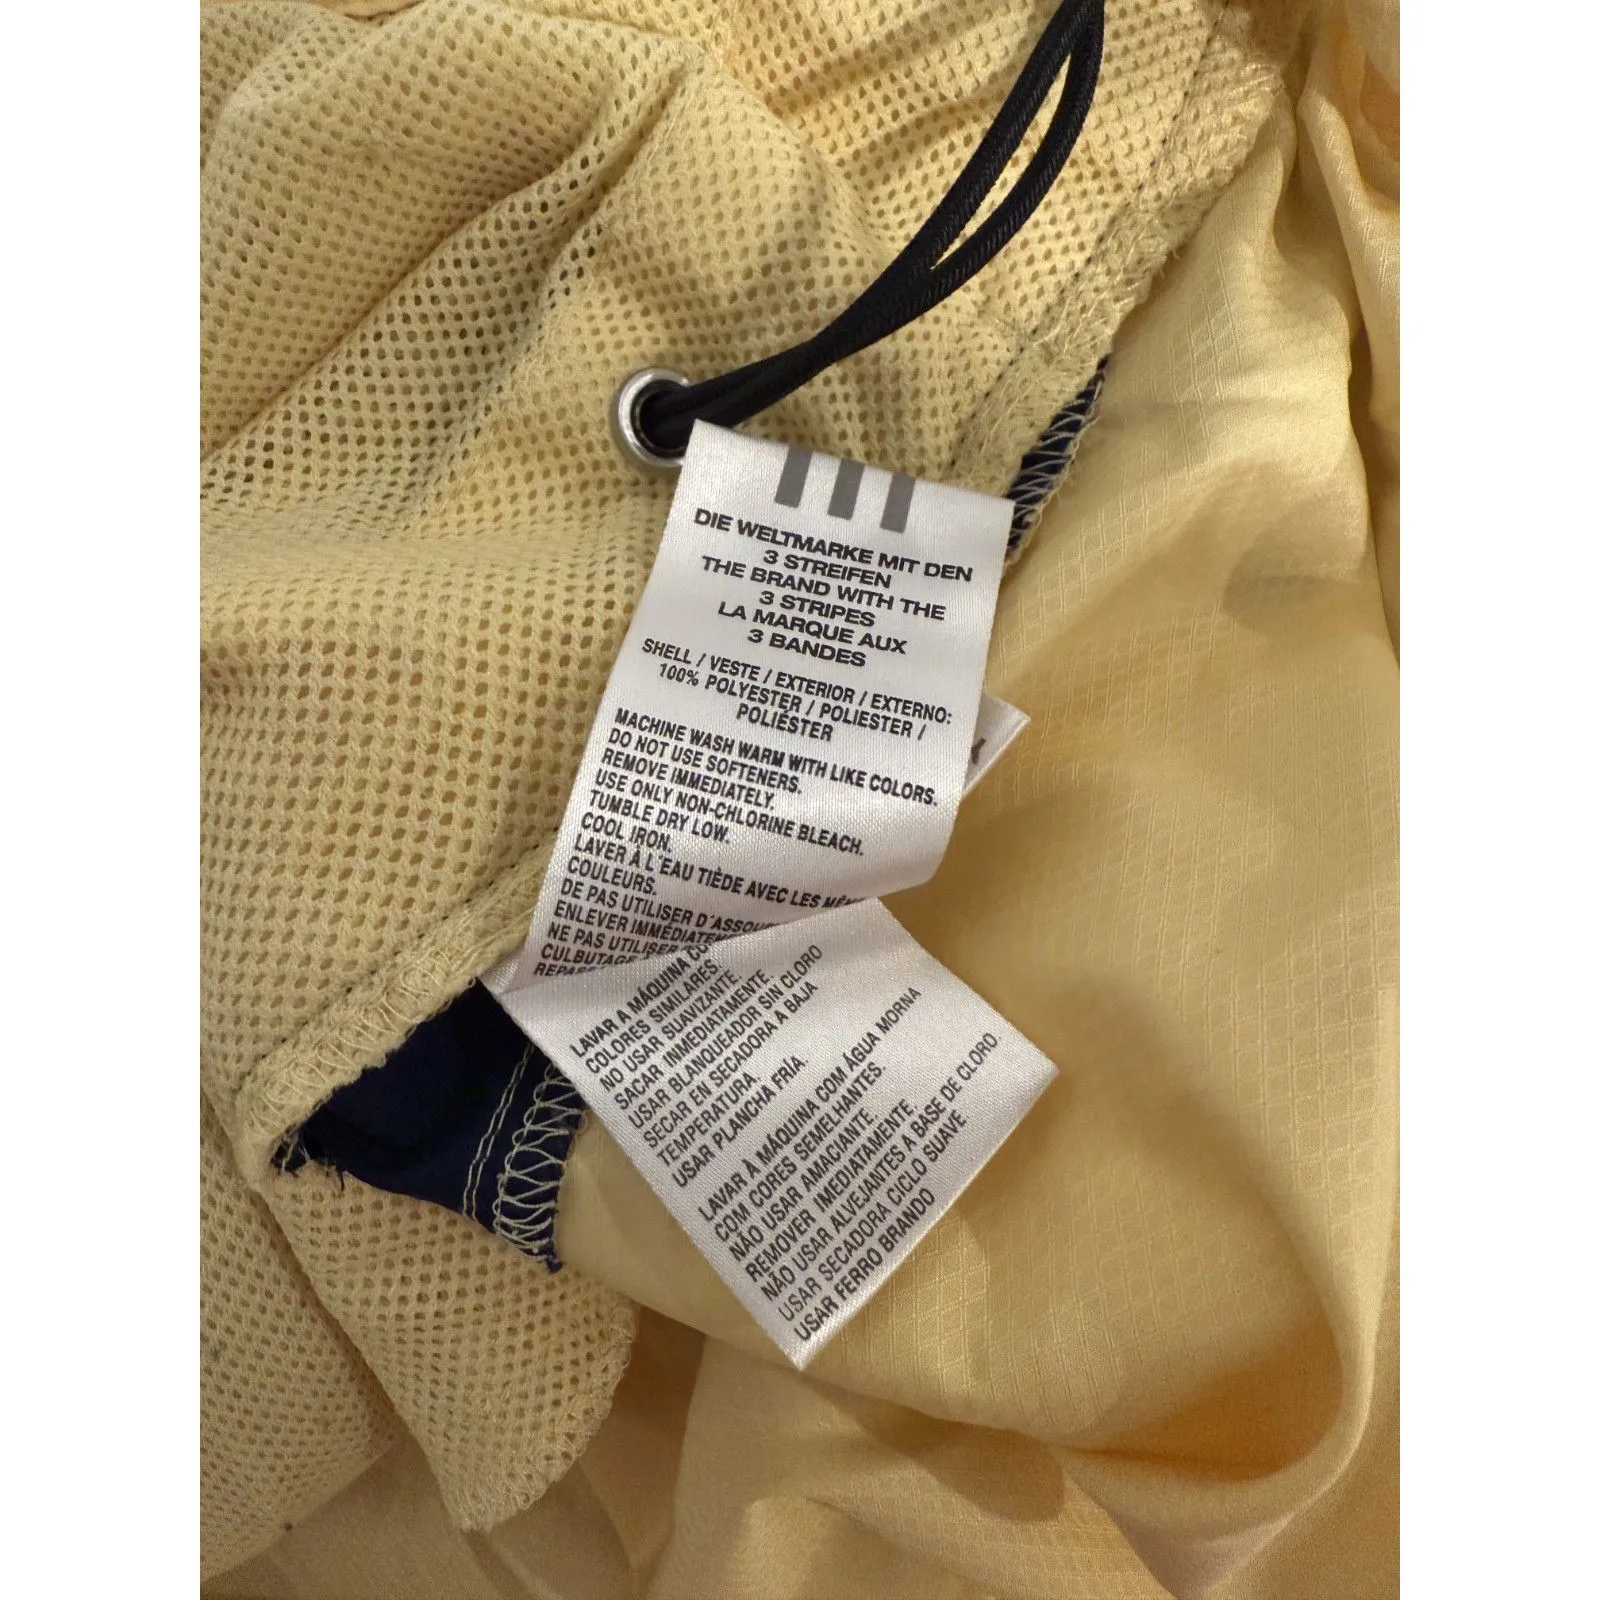 DIE WELTMARKE MIT DEN
3 STREIFEN
THE BRAND WITH THE
3 STRIPES
LA MARQUE AUX
3 BANDES
SHELL / VESTE / EXTERIOR / EXTERNO:
100% POLYESTER / POLIESTER /
POLIÉSTER
MACHINE WASH WARM WITH LIKE COLORS.
DO NOT USE SOFTENERS.
REMOVE IMMEDIATELY.
USE ONLY NON-CHLORINE BLEACH.
TUMBLE DRY LOW.
COOL IRON.
LAVER À L'EAU TIÈDE AVEC LES
COULEURS.
DE PAS UTILISER
ENLEVER
NE PAS UTILISER
LAVAR A MÁQUINA
COLORES SIMILARES.
NO USAR SUAVIZANTE.
SACAR INMEDIATAMENTE.
USAR BLANQUEADOR SIN CLORO
SECAR EN SECADORA A BAJA
TEMPERATURA.
USAR PLANCHA FRÍA.
LAVAR À MÁQUINA COM ÁGUA MORNA
COM CORES SEMELHANTES.
NÃO USAR AMACIANTE.
REMOVER IMEDIATAMENTE.
NÃO USAR ALVEJANTES A BASE DE CLORO.
USAR SECADORA CICLO SUAVE.
USAR FERRO BRANDO